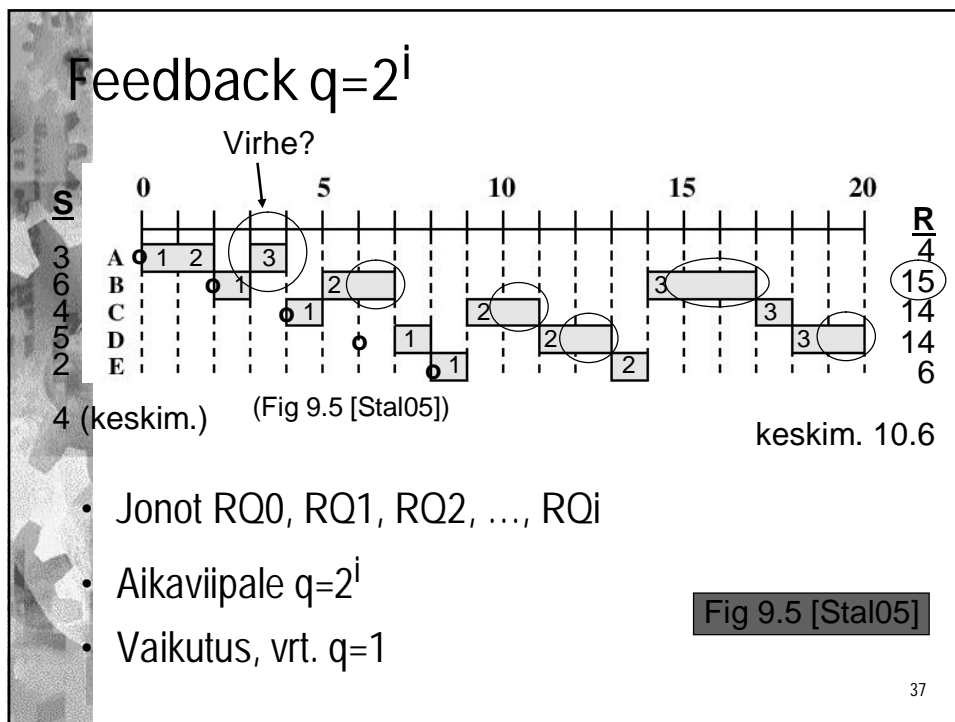 Feedback q=2^i
Virhe?
0 5 10 15 20
S R
3 A 1 2 3 4
6 B 1 2 3 15
4 C 1 2 3 14
5 D 1 2 3 14
2 E 1 2 6
4 (keskim.) (Fig 9.5 [Stal05])
keskim. 10.6
• Jonot RQ0, RQ1, RQ2, …, RQi
• Aikaviipale q=2^i
• Vaikutus, vrt. q=1
Fig 9.5 [Stal05]
37